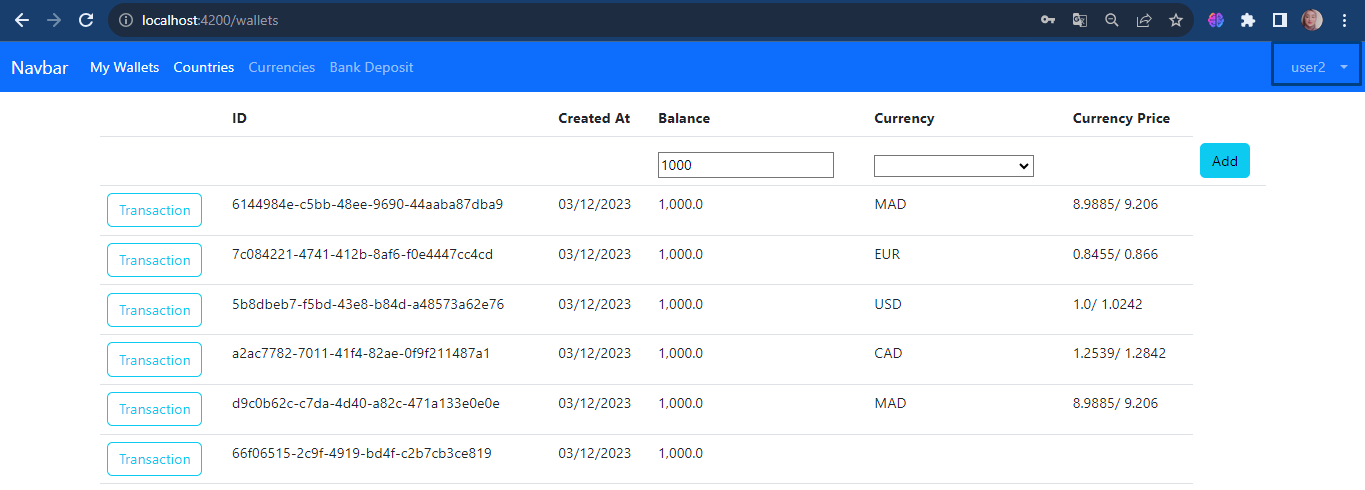 localhost:4200/wallets
Navbar My Wallets Countries Currencies Bank Deposit user2
ID Created At Balance Currency Currency Price
1000 Add
Transaction 6144984e-c5bb-48ee-9690-44aaba87dba9 03/12/2023 1,000.0 MAD 8.9885/ 9.206
Transaction 7c084221-4741-412b-8af6-f0e4447cc4cd 03/12/2023 1,000.0 EUR 0.8455/ 0.866
Transaction 5b8dbeb7-f5bd-43e8-b84d-a48573a62e76 03/12/2023 1,000.0 USD 1.0/ 1.0242
Transaction a2ac7782-7011-41f4-82ae-0f9f211487a1 03/12/2023 1,000.0 CAD 1.2539/ 1.2842
Transaction d9c0b62c-c7da-4d40-a82c-471a133e0e0e 03/12/2023 1,000.0 MAD 8.9885/ 9.206
Transaction 66f06515-2c9f-4919-bd4f-c2b7cb3ce819 03/12/2023 1,000.0